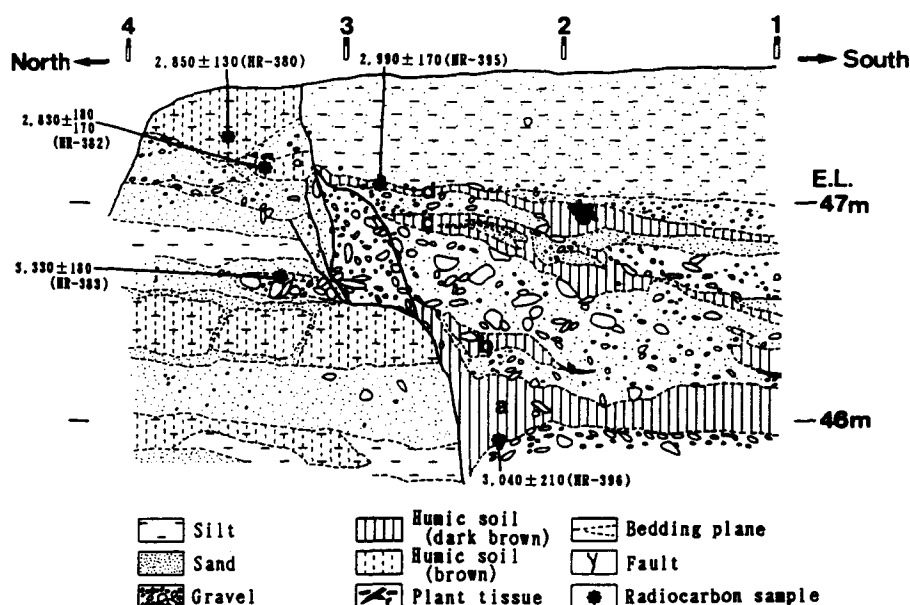 4 3 2 1
North South
2,850±130(HR-380) 2,990±170(HR-395)
2,830±180/170
(HR-382)
E.L.
47m
d
c
3,330±180
(HR-383)
b
a
46m
3,040±210(HR-396)
Silt Humic soil (dark brown) Bedding plane
Sand Humic soil (brown) Fault
Gravel Plant tissue Radiocarbon sample